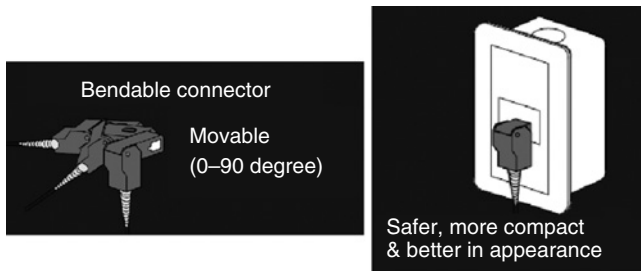 Bendable connector
Movable
(0–90 degree)
Safer, more compact
& better in appearance